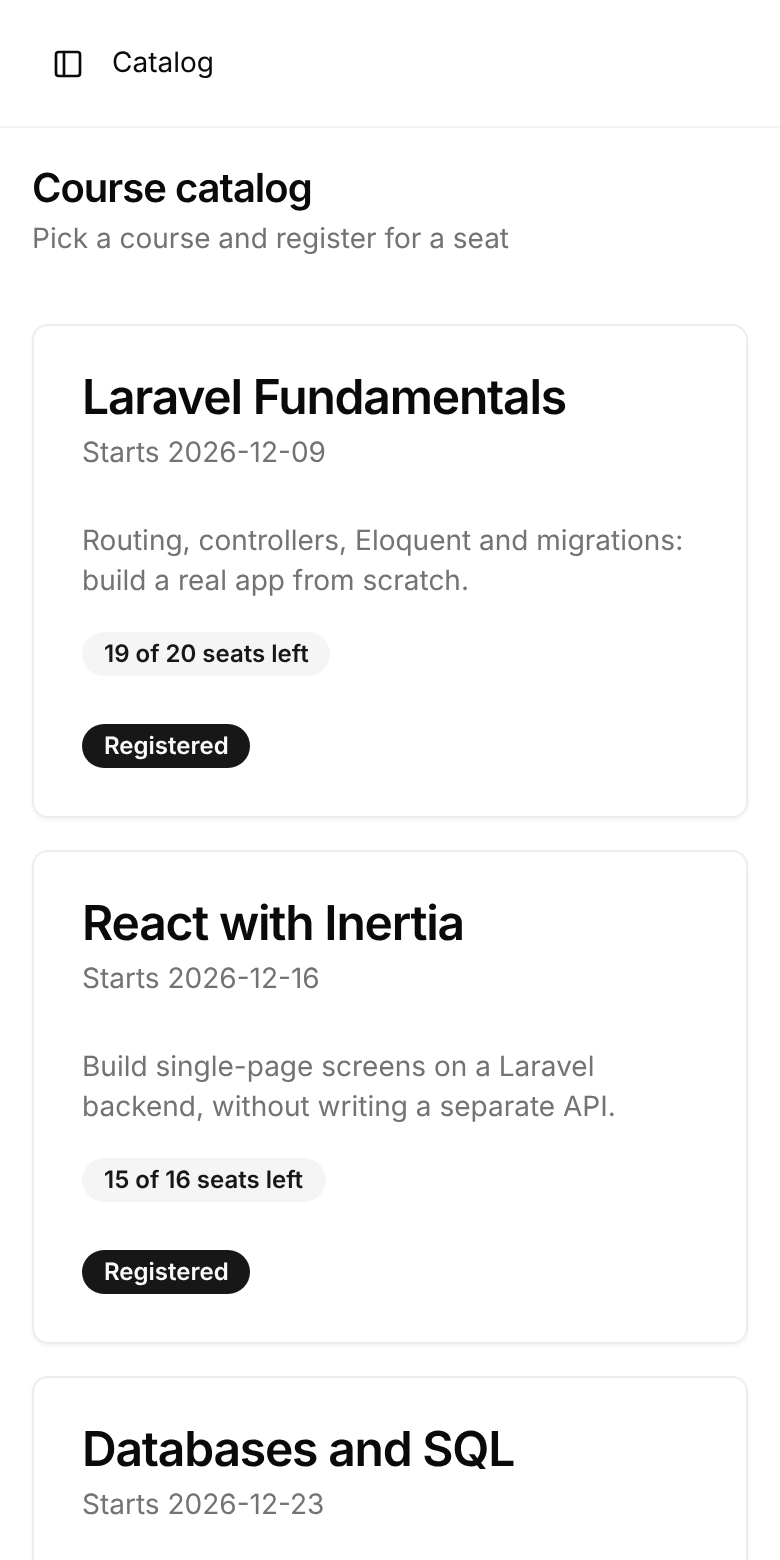 Catalog
Course catalog
Pick a course and register for a seat
Laravel Fundamentals
Starts 2026-12-09
Routing, controllers, Eloquent and migrations:
build a real app from scratch.
19 of 20 seats left
Registered
React with Inertia
Starts 2026-12-16
Build single-page screens on a Laravel
backend, without writing a separate API.
15 of 16 seats left
Registered
Databases and SQL
Starts 2026-12-23